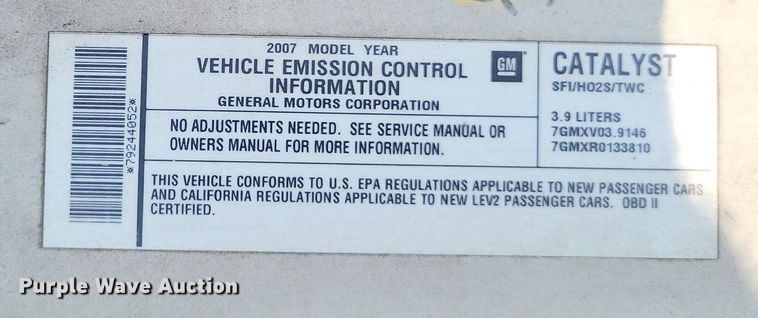 2007 MODEL YEAR
VEHICLE EMISSION CONTROL
INFORMATION
GENERAL MOTORS CORPORATION
GM
CATALYST
SFI/HO2S/TWC
3.9 LITERS
7GMXV03.9146
7GMXR0133810
NO ADJUSTMENTS NEEDED. SEE SERVICE MANUAL OR
OWNERS MANUAL FOR MORE INFORMATION.
THIS VEHICLE CONFORMS TO U.S. EPA REGULATIONS APPLICABLE TO NEW PASSENGER CARS
AND CALIFORNIA REGULATIONS APPLICABLE TO NEW LEV2 PASSENGER CARS. OBD II
CERTIFIED.
*79244052*
Purple Wave Auction